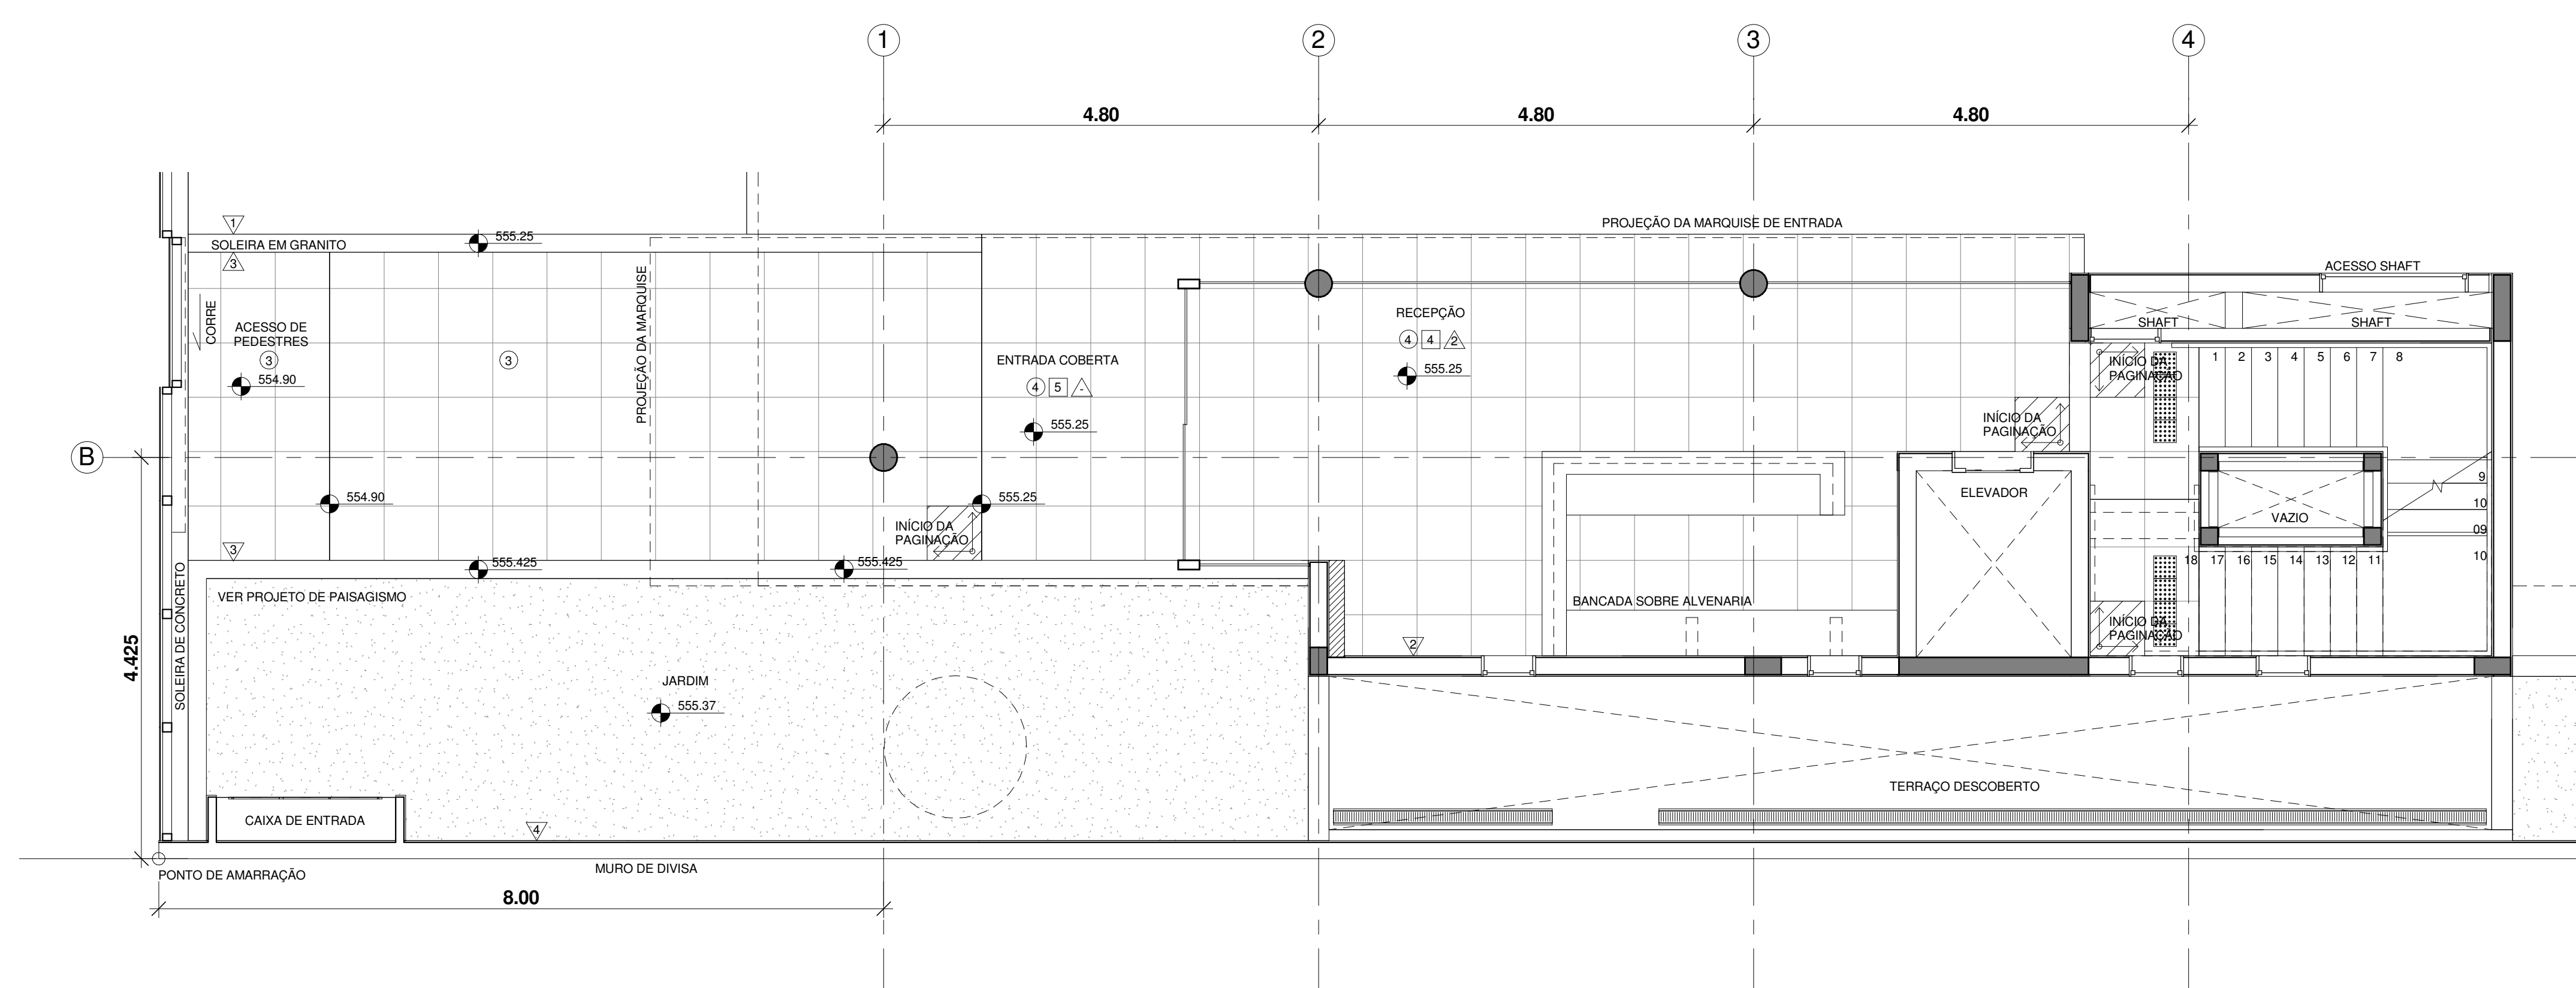 1
2
3
4
4.80
4.80
4.80
PROJEÇÃO DA MARQUISE DE ENTRADA
1
SOLEIRA EM GRANITO
555.25
3
ACESSO SHAFT
SHAFT
SHAFT
CORRE
ACESSO DE
PEDESTRES
3
554.90
3
PROJEÇÃO DA MARQUISE
ENTRADA COBERTA
4
5
-
555.25
RECEPÇÃO
4
4
2
555.25
INÍCIO DA
PAGINAÇÃO
1
2
3
4
5
6
7
8
INÍCIO DA
PAGINAÇÃO
B
554.90
555.25
INÍCIO DA
PAGINAÇÃO
ELEVADOR
VAZIO
9
10
09
10
3
555.425
555.425
18
17
16
15
14
13
12
11
SOLEIRA DE CONCRETO
VER PROJETO DE PAISAGISMO
BANCADA SOBRE ALVENARIA
INÍCIO DA
PAGINAÇÃO
2
4.425
JARDIM
555.37
TERRAÇO DESCOBERTO
CAIXA DE ENTRADA
4
PONTO DE AMARRAÇÃO
MURO DE DIVISA
8.00